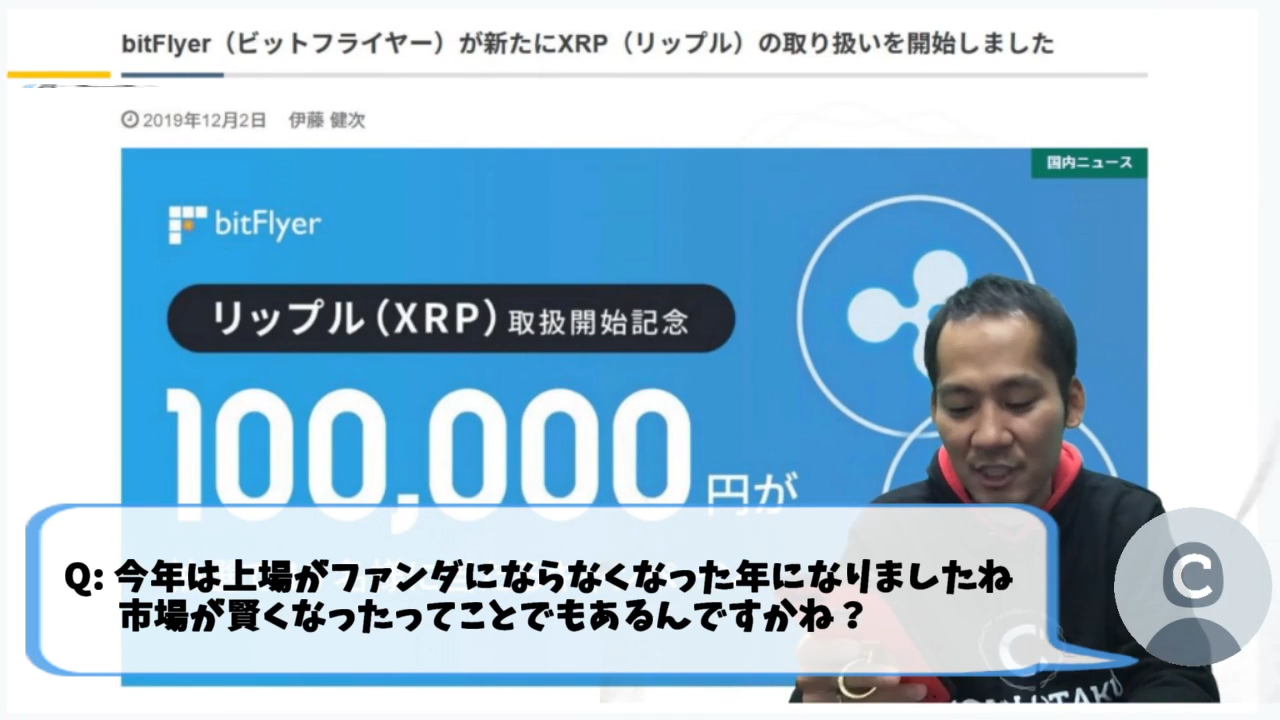 bitFlyer（ビットフライヤー）が新たにXRP（リップル）の取り扱いを開始しました
2019年12月2日　伊藤 健次
国内ニュース
bitFlyer
リップル（XRP）取扱開始記念
100,000円が
Q: 今年は上場がファンダにならなくなった年になりましたね
市場が賢くなったってことでもあるんですかね？
C